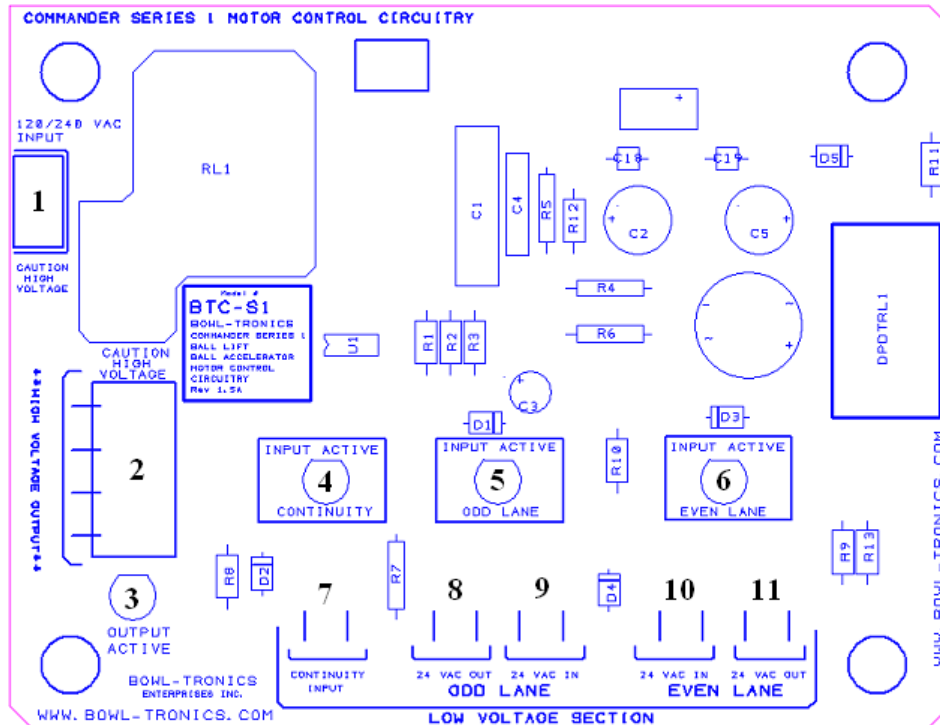 COMMANDER SERIES 1 MOTOR CONTROL CIRCUITRY
120/240 VAC
INPUT
1
CAUTION
HIGH
VOLTAGE
RL1
C1
C4
R5
R12
+
C18
C19
D5
R11
+
C2
C5
+
R4
R6
-
~
~
+
DPDTRL1
Model #
BTC-S1
BOWL-TRONICS
COMMANDER SERIES 1
BALL LIFT
BALL ACCELERATOR
MOTOR CONTROL
CIRCUITRY
Rev 1.5A
U1
R1
R2
R3
+
C3
D1
D3
CAUTION
HIGH
VOLTAGE
**HIGH VOLTAGE OUTPUT**
2
INPUT ACTIVE
4
CONTINUITY
INPUT ACTIVE
5
ODD LANE
R10
INPUT ACTIVE
6
EVEN LANE
WWW.BOWL-TRONICS.COM
3
OUTPUT
ACTIVE
R8
D2
R7
D4
R9
R13
7
8
9
10
11
CONTINUITY
INPUT
24 VAC OUT
24 VAC IN
ODD LANE
24 VAC IN
24 VAC OUT
EVEN LANE
BOWL-TRONICS
ENTERPRISES INC.
WWW.BOWL-TRONICS.COM
LOW VOLTAGE SECTION